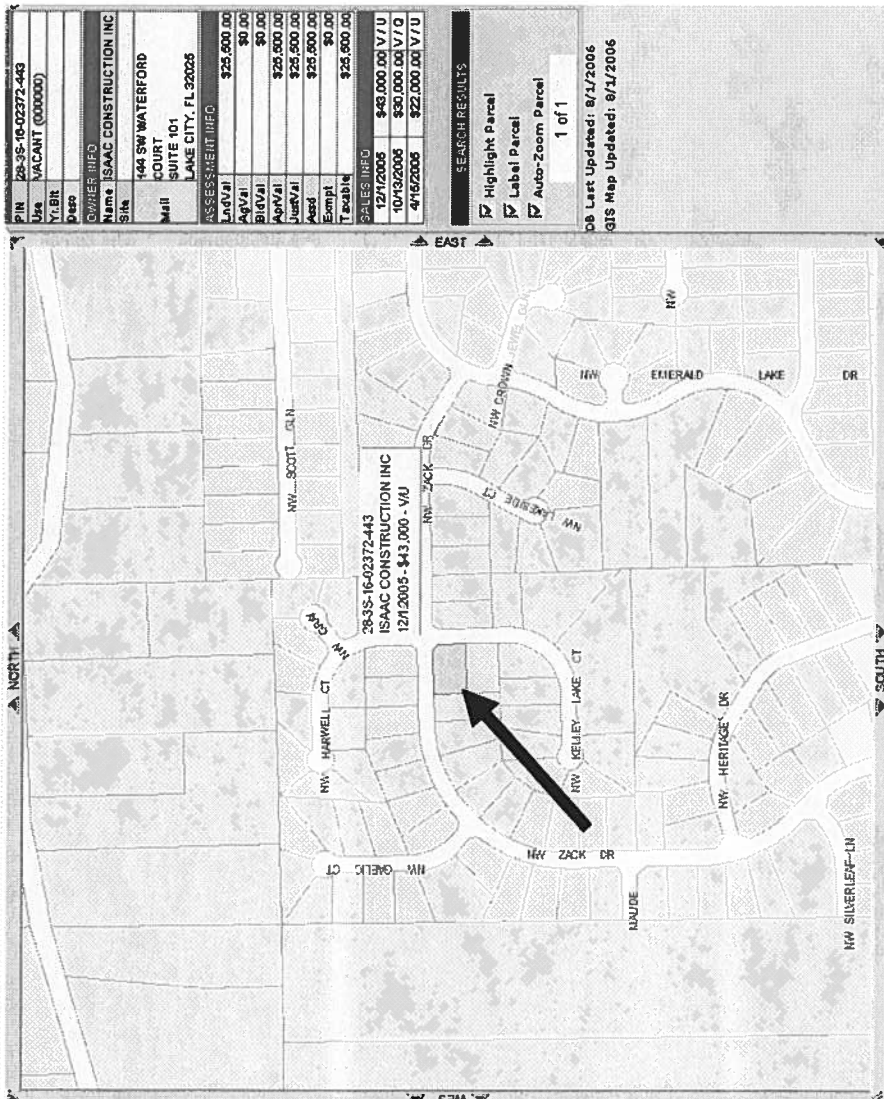 PIN 28-3S-16-02372-443
Use VACANT (000000)
Yr.Blt
OWNER INFO
Name ISAAC CONSTRUCTION INC
Site
Mail 144 SW WATERFORD
COURT
SUITE 101
LAKE CITY, FL 32025
ASSESSMENT INFO
LndVal $25,500.00
AgVal $0.00
BldVal $0.00
AprVal $25,500.00
JustVal $25,500.00
Assd $25,500.00
Exmpt $0.00
Taxable $25,500.00
SALES INFO
12/1/2005 $43,000.00 V / U
10/13/2005 $30,000.00 V / Q
4/15/2005 $22,000.00 V / U
SEARCH RESULTS
Highlight Parcel
Label Parcel
Auto-Zoom Parcel
1 of 1
DB Last Updated: 8/1/2006
GIS Map Updated: 8/1/2006
NORTH
EAST
SOUTH
NW SCOTT GLN
28-3S-16-02372-443
ISAAC CONSTRUCTION INC
12/1/2005 - $43,000 - V/U
NW ZACK DR
NW CROWN
NW LAKESIDE CT
NW
EMERALD LAKE DR
NW
NW
NW HARWELL CT
NW GAELIC CT
NW KELLEY LAKE CT
NW ZACK DR
MAUDE
NW HERITAGE DR
NW SILVERLEAF LN